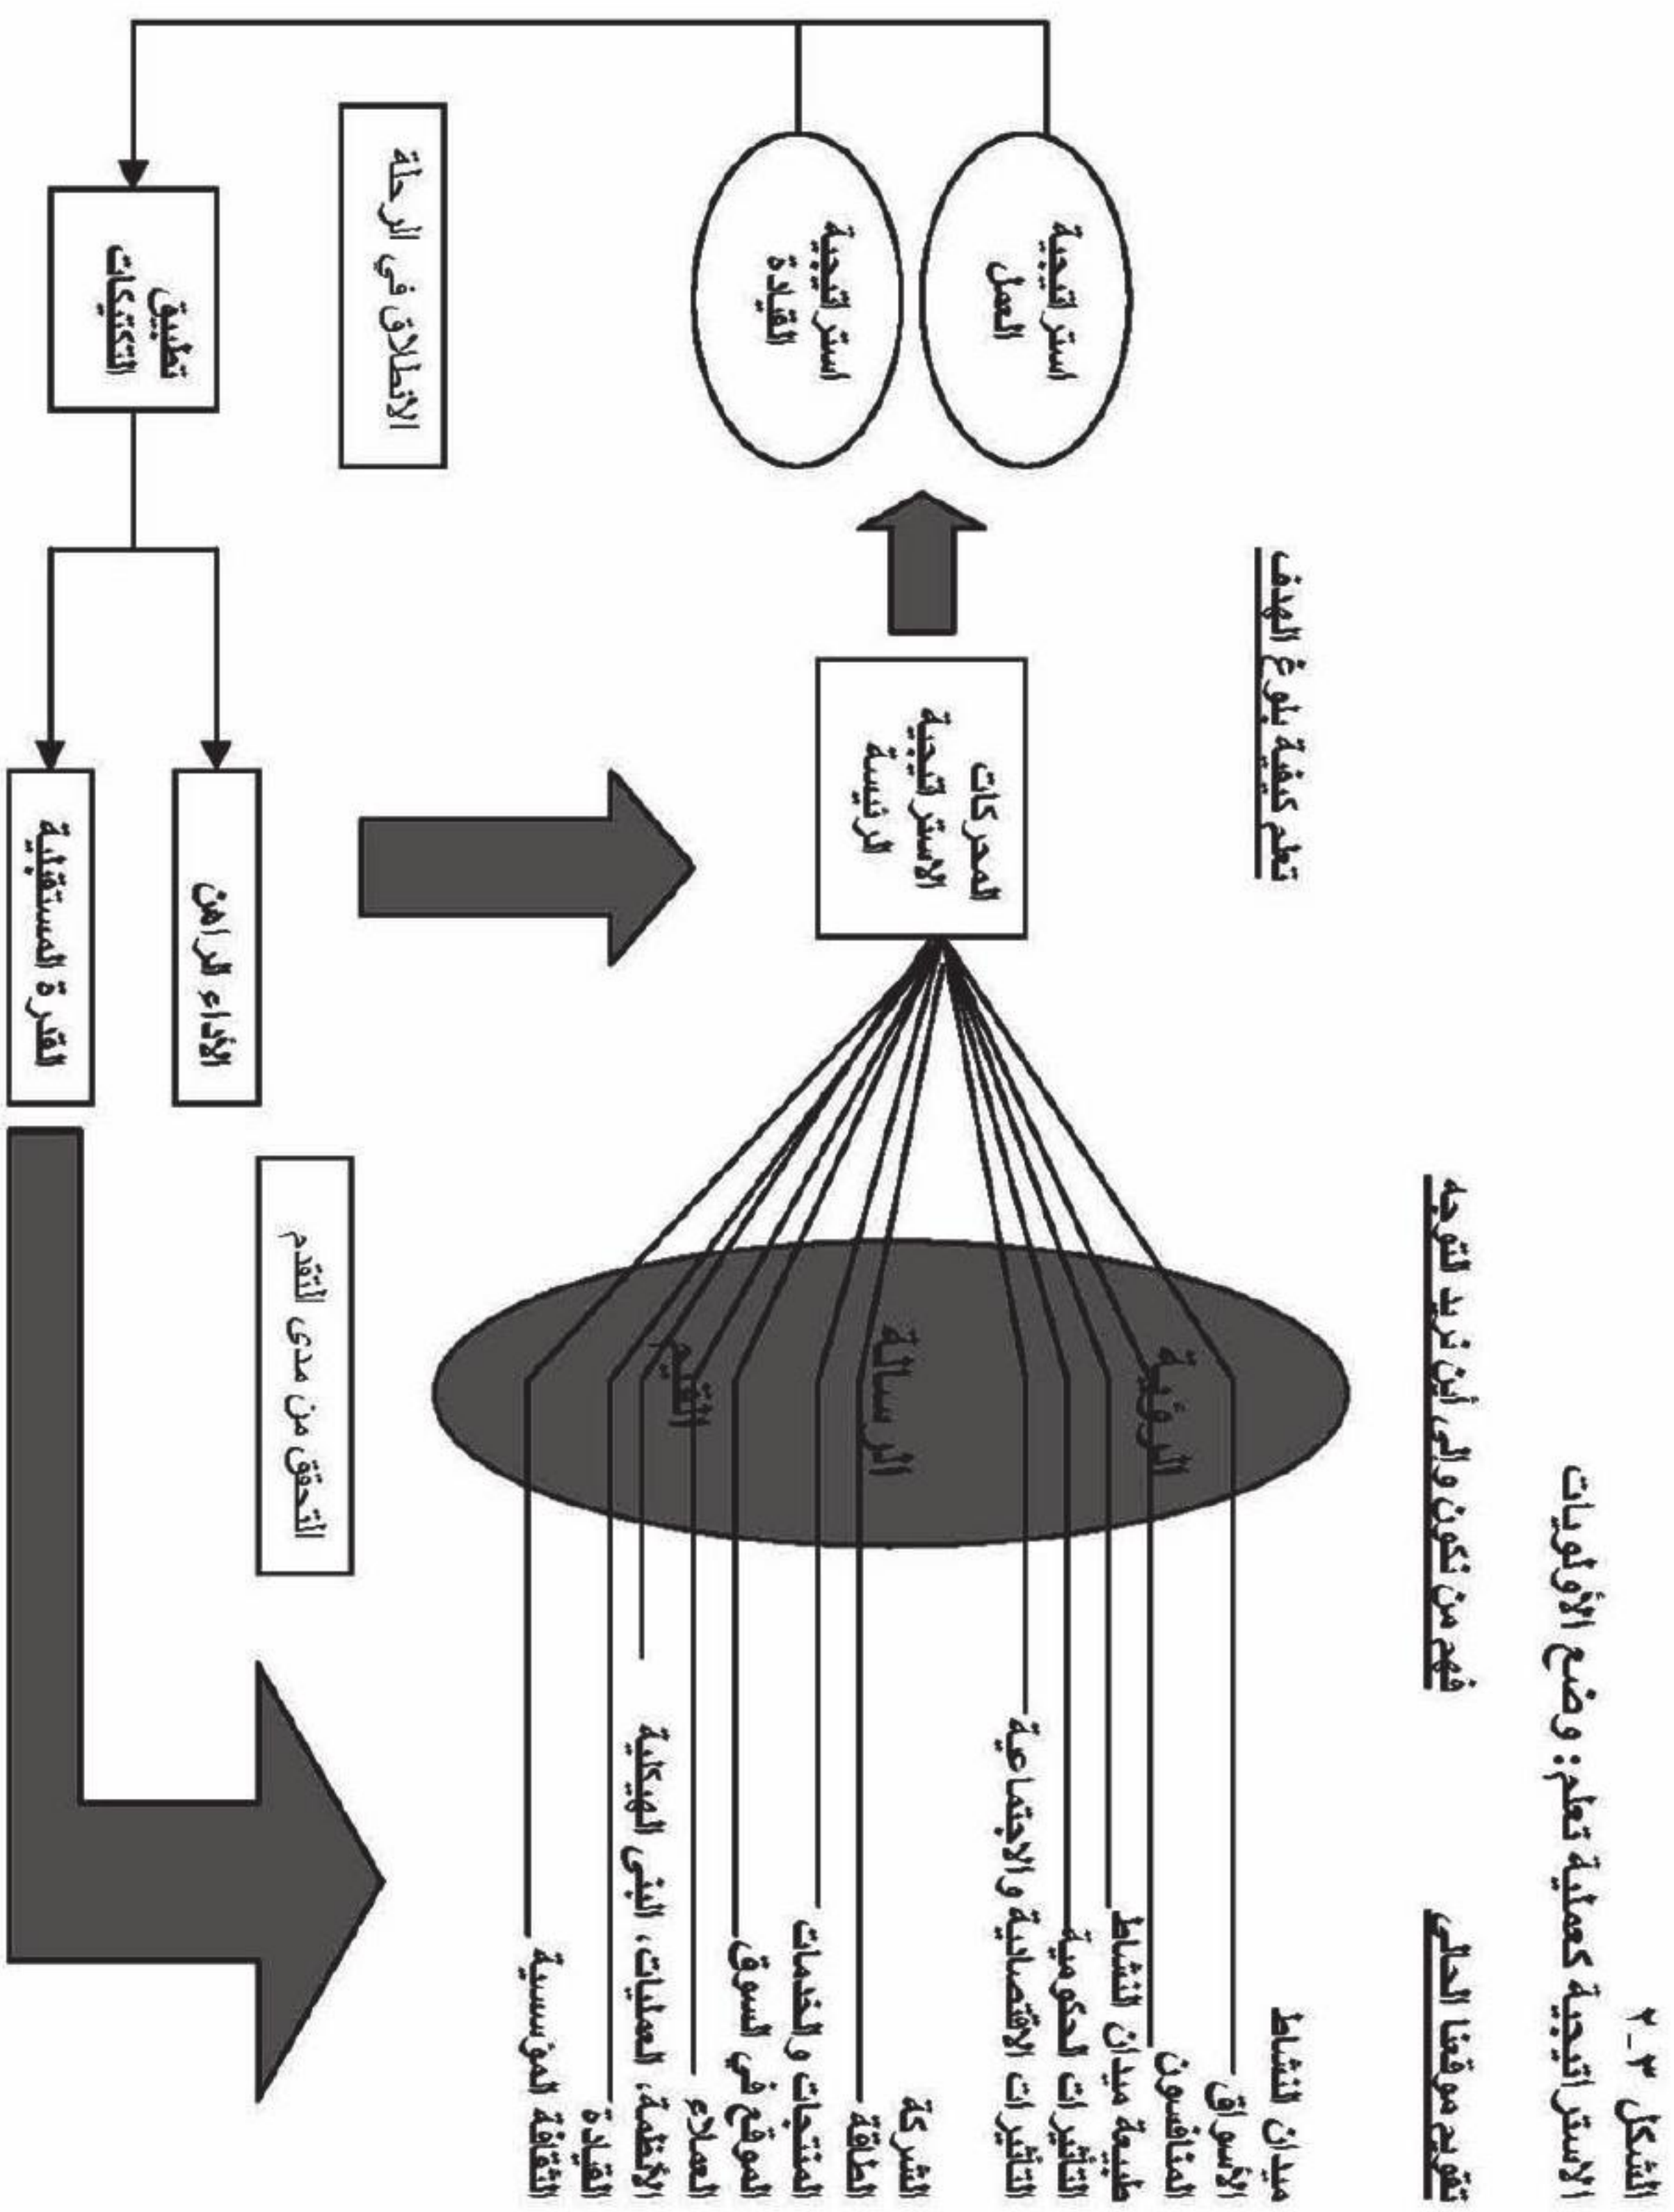 الشكل ٣-٢
الاستراتيجية كعملية تعلم: وضع الأولويات
تقويم موقعنا الحالي
فهم من نكون وإلى أين نريد التوجه
تعلم كيفية بلوغ الهدف
ميدان النشاط
الأسواق
المنافسون
طبيعة ميدان النشاط
التأثيرات الحكومية
التأثيرات الاقتصادية والاجتماعية
الشركة
الطاقة
المنتجات والخدمات
الموقع في السوق
العملاء
الأنظمة، العمليات، البنى الهيكلية
القيادة
الثقافة المؤسسية
الرؤية
الرسالة
القيم
المحركات
الاستراتيجية
الرئيسة
استراتيجية
العمل
استراتيجية
القيادة
الانطلاق في الرحلة
تطبيق
التكتيكات
الأداء الراهن
القدرة المستقبلية
التحقق من مدى التقدم